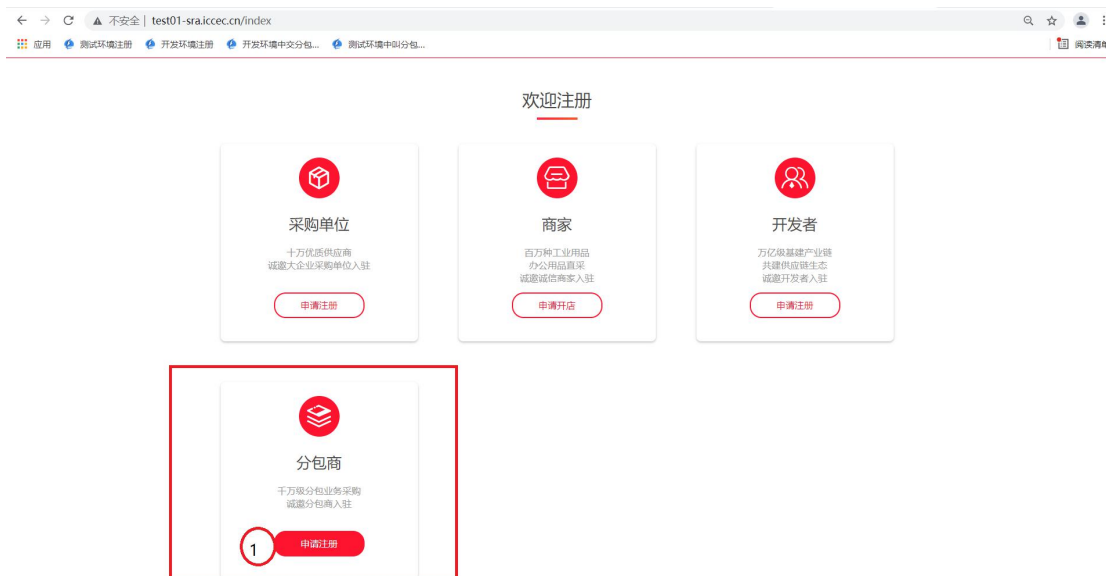 不安全 | test01-sra.iccec.cn/index
应用 测试环境注册 开发环境注册 开发环境中交分包... 测试环境中叫分包... 阅读清单
欢迎注册
采购单位
十万优质供应商
诚邀大企业采购单位入驻
申请注册
商家
百万种工业用品
办公用品直采
诚邀诚信商家入驻
申请开店
开发者
万亿级基建产业链
共建供应链生态
诚邀开发者入驻
申请注册
分包商
千万级分包业务采购
诚邀分包商入驻
1 申请注册